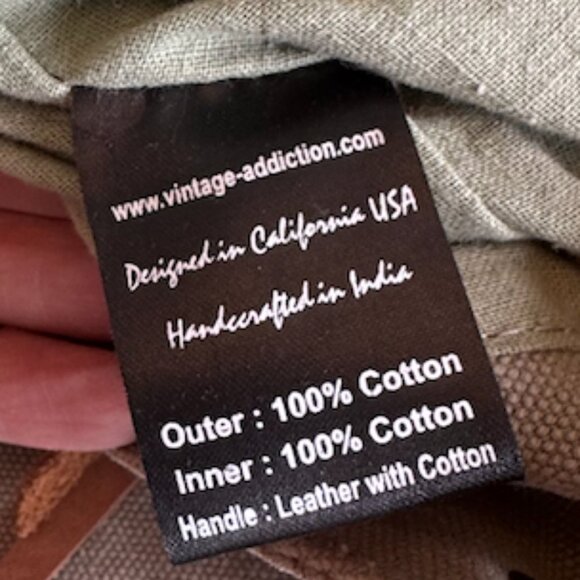 www.vintage-addiction.com
Designed in California USA
Handccrafted in India
Outer : 100% Cotton
Inner : 100% Cotton
Handle : Leather with Cotton